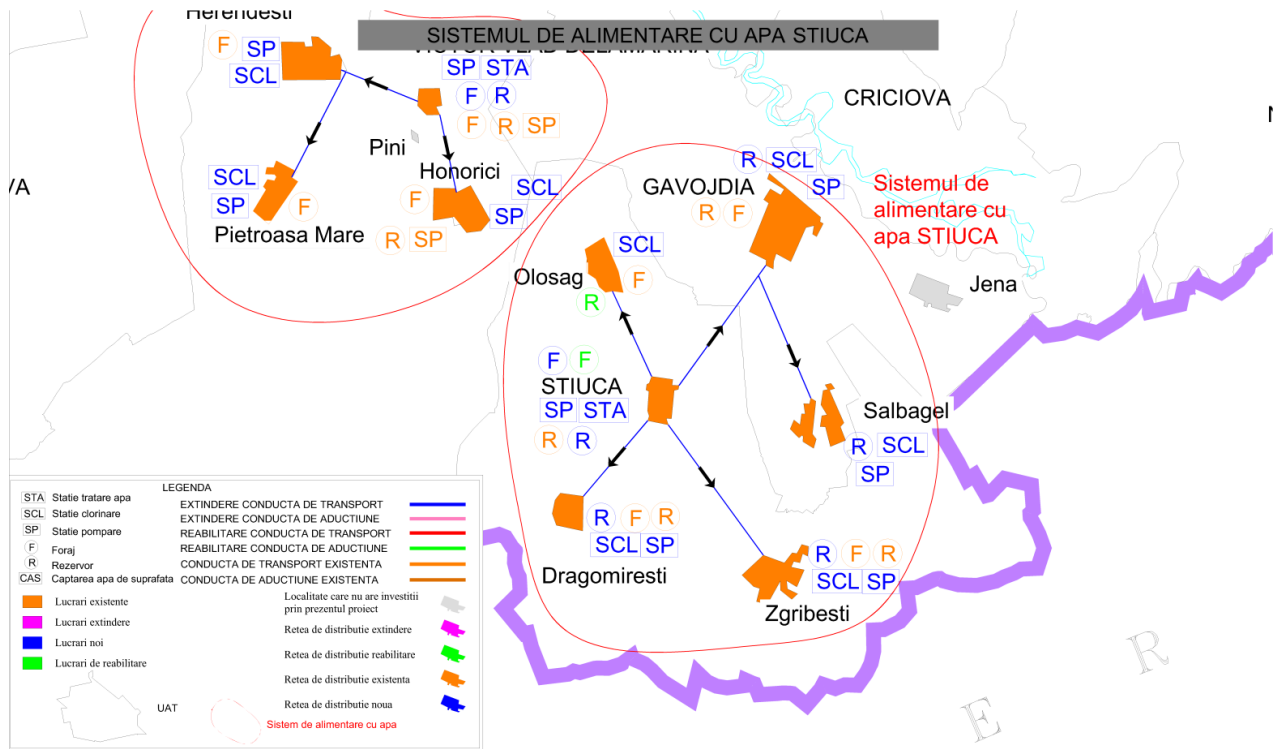 Herendesti
SISTEMUL DE ALIMENTARE CU APA STIUCA
VICTOR VLAD DELAMARINA
F SP
SCL
SP STA
F R
F R SP
CRICIOVA
Pini
Honorici
VA
SCL
SP F
Pietroasa Mare
F
SCL
SP
R SP
R SCL
SP
GAVOJDIA
R F
Sistemul de
alimentare cu
apa STIUCA
SCL
Olosag F
R
Jena
F F
STIUCA
SP STA
R R
Salbagel
R SCL
SP
R F R
SCL SP
Dragomiresti
R F R
SCL SP
Zgribesti
LEGENDA
STA Statie tratare apa
SCL Statie clorinare
SP Statie pompare
F Foraj
R Rezervor
CAS Captarea apa de suprafata
EXTINDERE CONDUCTA DE TRANSPORT
EXTINDERE CONDUCTA DE ADUCTIUNE
REABILITARE CONDUCTA DE TRANSPORT
REABILITARE CONDUCTA DE ADUCTIUNE
CONDUCTA DE TRANSPORT EXISTENTA
CONDUCTA DE ADUCTIUNE EXISTENTA
Lucrari existente
Lucrari extindere
Lucrari noi
Lucrari de reabilitare
Localitate care nu are investitii
prin prezentul proiect
Retea de distributie extindere
Retea de distributie reabilitare
Retea de distributie existenta
Retea de distributie noua
UAT
Sistem de alimentare cu apa
E R